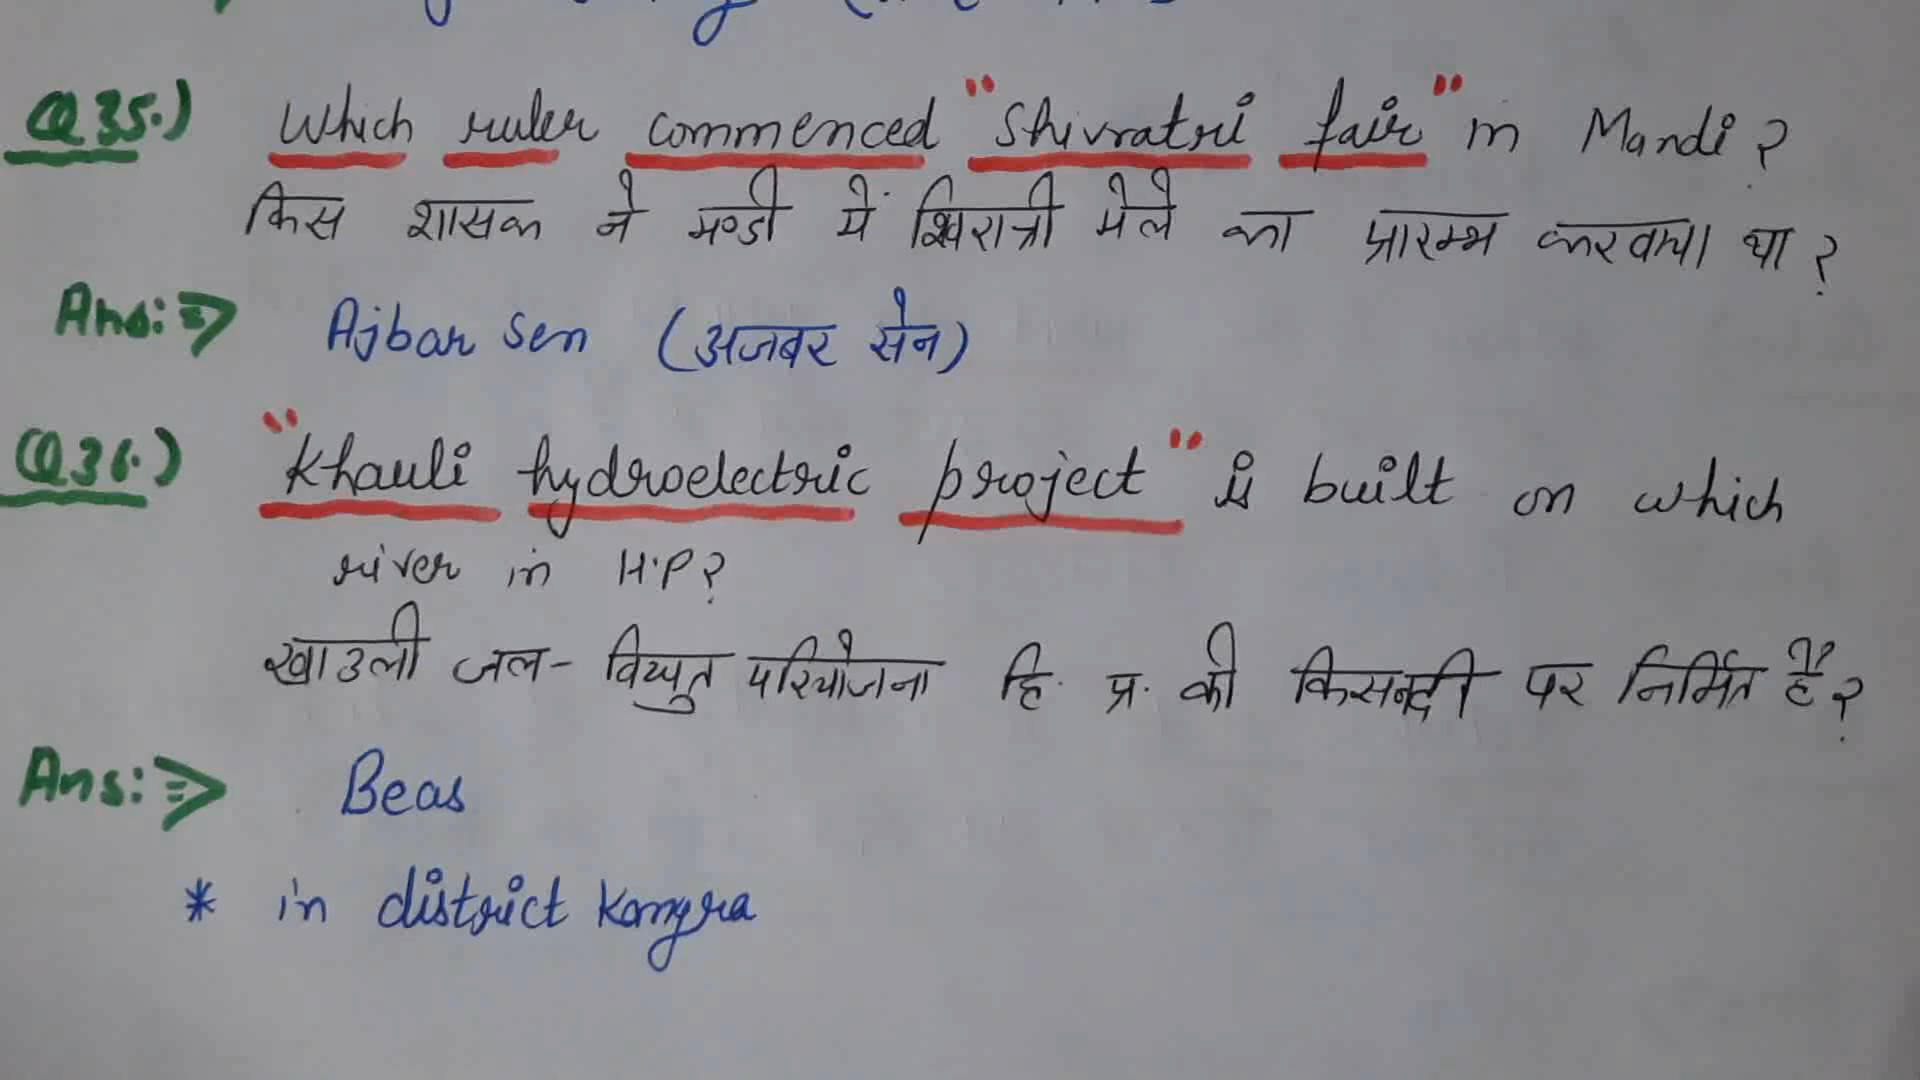 Q35.) Which ruler commenced "Shivratri fair" in Mandi?
किस शासक ने मण्डी में शिवरात्री मेले का प्रारम्भ करवाया था?
Ans:⇒ Ajbar Sen (अजबर सेन)
Q36.) "Khauli hydroelectric project" is built on which
river in H.P?
खाउली जल-विद्युत परियोजना हि. प्र. की किस नदी पर निर्मित है?
Ans:⇒ Beas
* in district Kangra